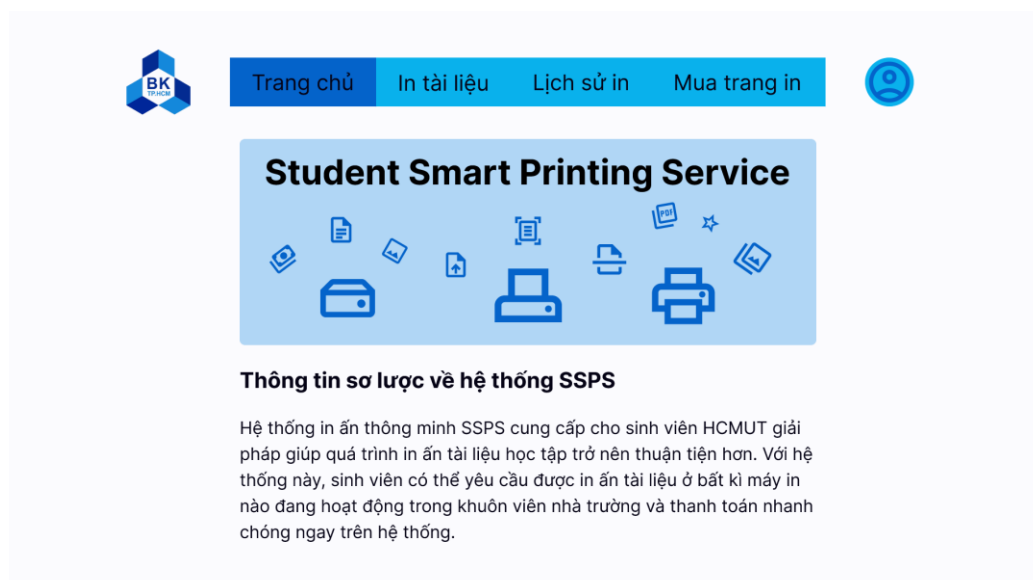 BK
TP.HCM
Trang chủ In tài liệu Lịch sử in Mua trang in
Student Smart Printing Service
PDF
Thông tin sơ lược về hệ thống SSPS
Hệ thống in ấn thông minh SSPS cung cấp cho sinh viên HCMUT giải
pháp giúp quá trình in ấn tài liệu học tập trở nên thuận tiện hơn. Với hệ
thống này, sinh viên có thể yêu cầu được in ấn tài liệu ở bất kì máy in
nào đang hoạt động trong khuôn viên nhà trường và thanh toán nhanh
chóng ngay trên hệ thống.